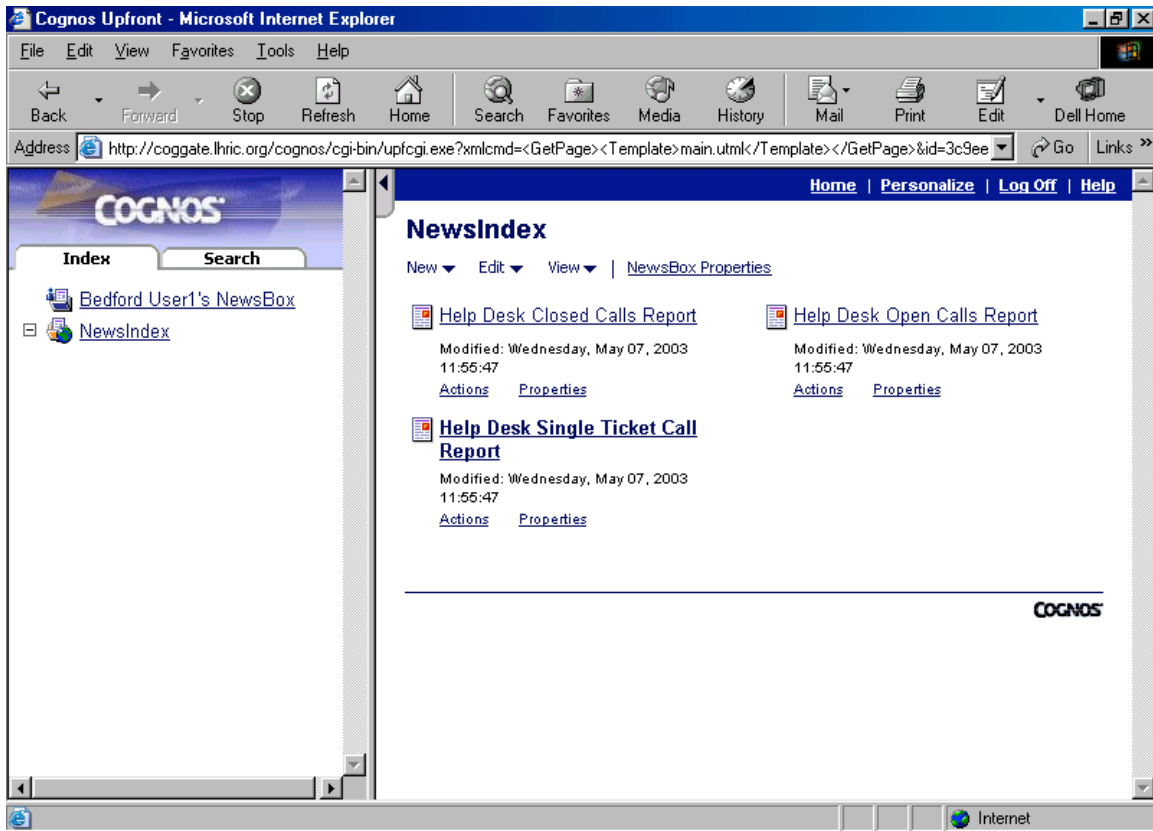 Cognos Upfront - Microsoft Internet Explorer
File Edit View Favorites Tools Help
Back Forward Stop Refresh Home Search Favorites Media History Mail Print Edit Dell Home
Address http://coggate.lhric.org/cognos/cgi-bin/upfcgi.exe?xmlcmd=<GetPage><Template>main.utml</Template></GetPage>&id=3c9ee Go Links »
COGNOS
Home | Personalize | Log Off | Help
Index Search
NewsIndex
New Edit View | NewsBox Properties
Bedford User1's NewsBox
NewsIndex
Help Desk Closed Calls Report
Modified: Wednesday, May 07, 2003
11:55:47
Actions Properties
Help Desk Open Calls Report
Modified: Wednesday, May 07, 2003
11:55:47
Actions Properties
Help Desk Single Ticket Call
Report
Modified: Wednesday, May 07, 2003
11:55:47
Actions Properties
COGNOS
Internet